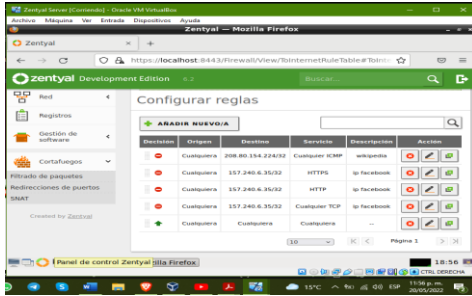 Zentyal Server [Corriendo] - Oracle VM VirtualBox
Archivo Máquina Ver Entrada Dispositivos Ayuda
Zentyal — Mozilla Firefox
Zentyal
https://localhost:8443/Firewall/View/ToInternetRuleTable#ToInt
zentyal Development Edition 6.2
Buscar...
Red
Registros
Gestión de software
Cortafuegos
Filtrado de paquetes
Redirecciones de puertos
SNAT
Created by Zentyal
Configurar reglas
AÑADIR NUEVO/A
Decisión Origen Destino Servicio Descripción Acción
Cualquiera 208.80.154.224/32 Cualquier ICMP wikipedia
Cualquiera 157.240.6.35/32 HTTPS ip facebook
Cualquiera 157.240.6.35/32 HTTP ip facebook
Cualquiera 157.240.6.35/32 Cualquier TCP ip facebook
Cualquiera Cualquiera Cualquiera --
10 Página 1
Panel de control Zentyal zilla Firefox] 18:56
CTRL DERECHA
15°C ESP 11:56 p. m.
28/05/2022